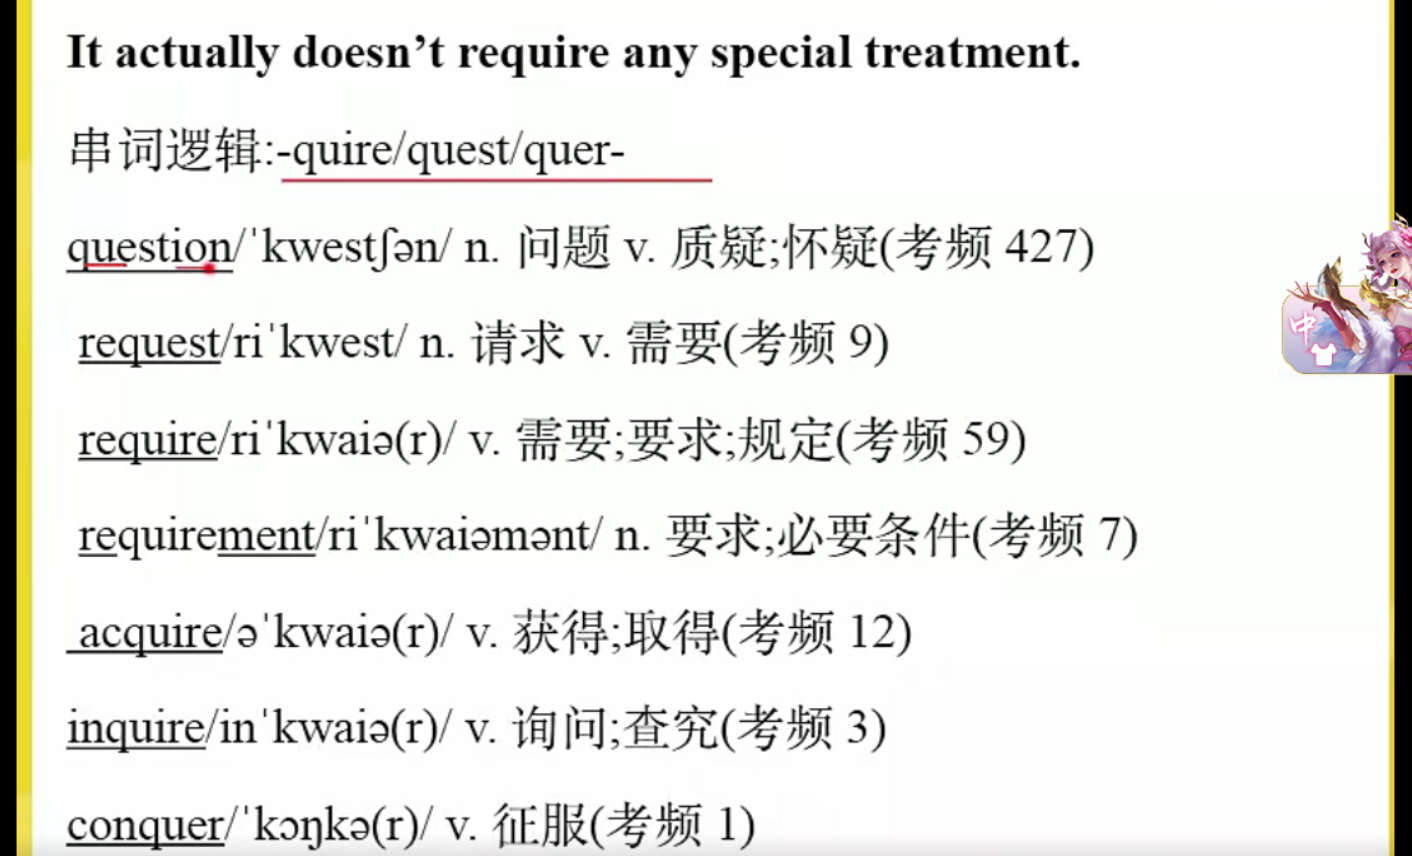 It actually doesn’t require any special treatment.
串词逻辑:-quire/quest/quer-
question/ˈkwestʃən/ n. 问题 v. 质疑;怀疑(考频 427)
request/riˈkwest/ n. 请求 v. 需要(考频 9)
require/riˈkwaiə(r)/ v. 需要;要求;规定(考频 59)
requirement/riˈkwaiəmənt/ n. 要求;必要条件(考频 7)
acquire/əˈkwaiə(r)/ v. 获得;取得(考频 12)
inquire/inˈkwaiə(r)/ v. 询问;查究(考频 3)
conquer/ˈkɔŋkə(r)/ v. 征服(考频 1)
中